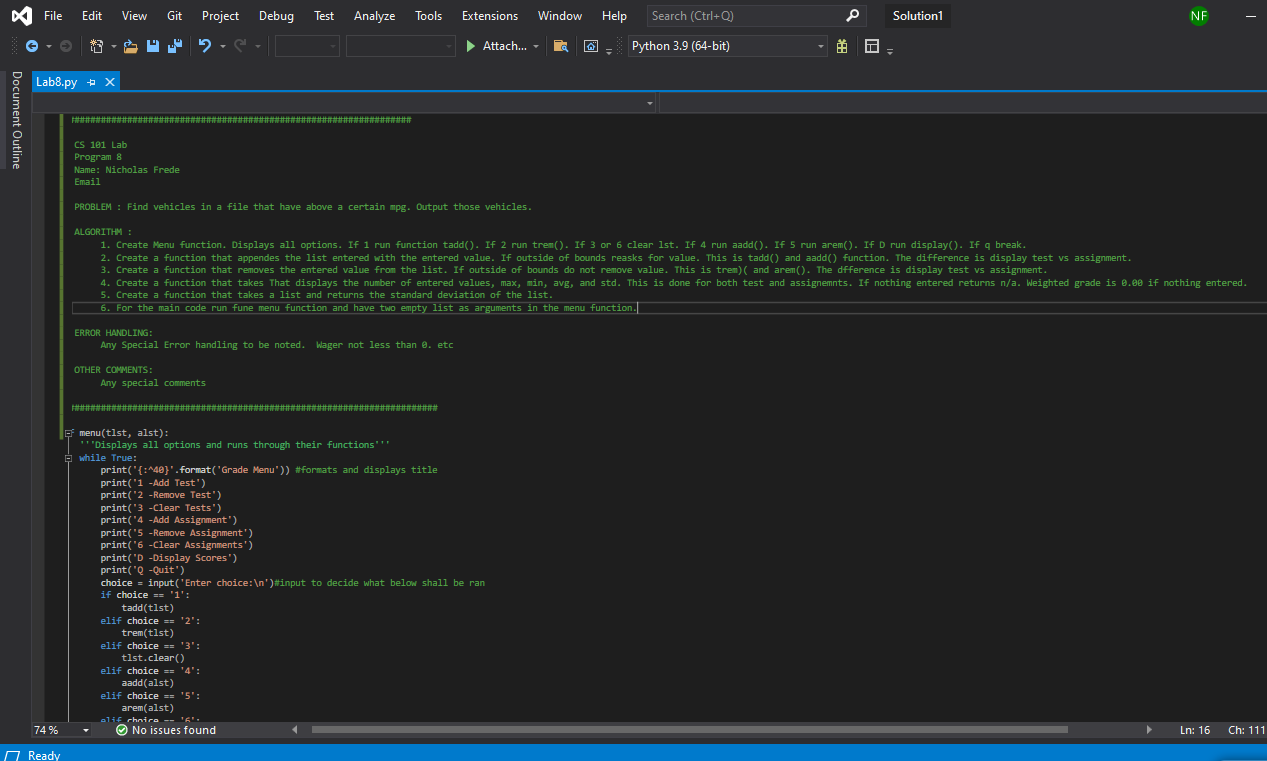 File Edit View Git Project Debug Test Analyze Tools Extensions Window Help Search (Ctrl+Q) Solution1 NF
Attach... Python 3.9 (64-bit)
Document Outline
Lab8.py
################################################################
CS 101 Lab
Program 8
Name: Nicholas Frede
Email
PROBLEM : Find vehicles in a file that have above a certain mpg. Output those vehicles.
ALGORITHM :
1. Create Menu function. Displays all options. If 1 run function tadd(). If 2 run trem(). If 3 or 6 clear lst. If 4 run aadd(). If 5 run arem(). If D run display(). If q break.
2. Create a function that appendes the list entered with the entered value. If outside of bounds reasks for value. This is tadd() and aadd() function. The difference is display test vs assignment.
3. Create a function that removes the entered value from the list. If outside of bounds do not remove value. This is trem)( and arem(). The dfference is display test vs assignment.
4. Create a function that takes That displays the number of entered values, max, min, avg, and std. This is done for both test and assignemnts. If nothing entered returns n/a. Weighted grade is 0.00 if nothing entered.
5. Create a function that takes a list and returns the standard deviation of the list.
6. For the main code run fune menu function and have two empty list as arguments in the menu function.
ERROR HANDLING:
Any Special Error handling to be noted.  Wager not less than 0. etc
OTHER COMMENTS:
Any special comments
#####################################################################
menu(tlst, alst):
'''Displays all options and runs through their functions'''
while True:
print('{:^40}'.format('Grade Menu')) #formats and displays title
print('1 -Add Test')
print('2 -Remove Test')
print('3 -Clear Tests')
print('4 -Add Assignment')
print('5 -Remove Assignment')
print('6 -Clear Assignments')
print('D -Display Scores')
print('Q -Quit')
choice = input('Enter choice:\n')#input to decide what below shall be ran
if choice == '1':
tadd(tlst)
elif choice == '2':
trem(tlst)
elif choice == '3':
tlst.clear()
elif choice == '4':
aadd(alst)
elif choice == '5':
arem(alst)
elif choice == '6':
74 % No issues found Ln: 16 Ch: 111
Ready